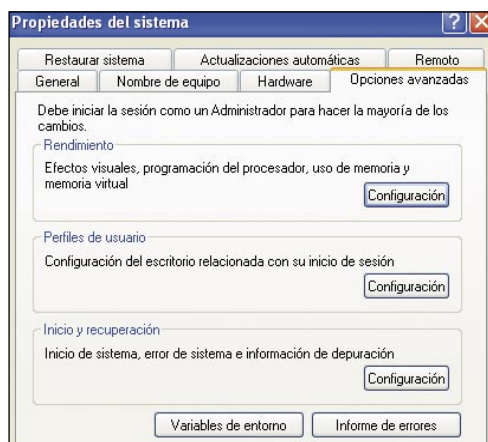 Propiedades del sistema
Restaurar sistema Actualizaciones automáticas Remoto
General Nombre de equipo Hardware Opciones avanzadas
Debe iniciar la sesión como un Administrador para hacer la mayoría de los
cambios.
Rendimiento
Efectos visuales, programación del procesador, uso de memoria y
memoria virtual
Configuración
Perfiles de usuario
Configuración del escritorio relacionada con su inicio de sesión
Configuración
Inicio y recuperación
Inicio de sistema, error de sistema e información de depuración
Configuración
Variables de entorno Informe de errores